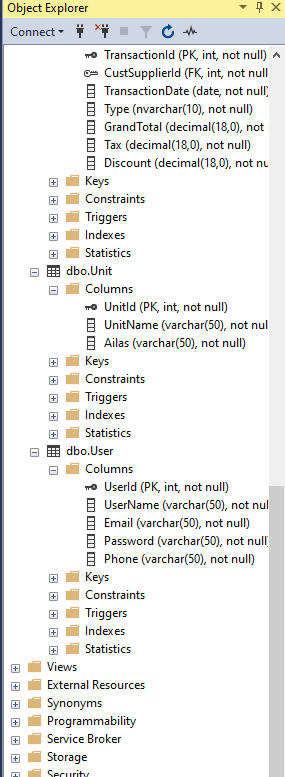 Object Explorer
Connect
TransactionId (PK, int, not null)
CustSupplierId (FK, int, not null)
TransactionDate (date, not null)
Type (nvarchar(10), not null)
GrandTotal (decimal(18,0), not
Tax (decimal(18,0), not null)
Discount (decimal(18,0), not nu
Keys
Constraints
Triggers
Indexes
Statistics
dbo.Unit
Columns
UnitId (PK, int, not null)
UnitName (varchar(50), not null
Ailas (varchar(50), not null)
Keys
Constraints
Triggers
Indexes
Statistics
dbo.User
Columns
UserId (PK, int, not null)
UserName (varchar(50), not nul
Email (varchar(50), not null)
Password (varchar(50), not null)
Phone (varchar(50), not null)
Keys
Constraints
Triggers
Indexes
Statistics
Views
External Resources
Synonyms
Programmability
Service Broker
Storage
Security